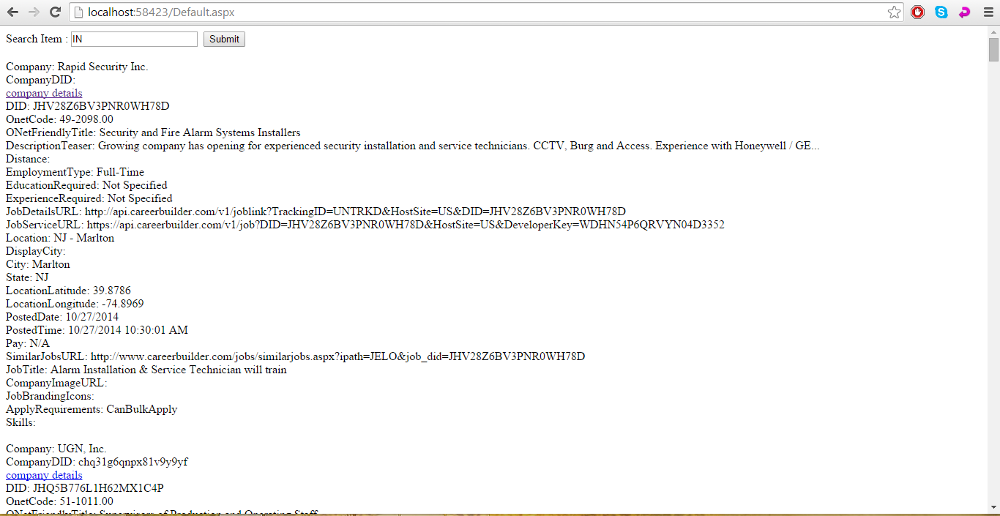 localhost:58423/Default.aspx
Search Item : IN Submit
Company: Rapid Security Inc.
CompanyDID:
company details
DID: JHV28Z6BV3PNR0WH78D
OnetCode: 49-2098.00
ONetFriendlyTitle: Security and Fire Alarm Systems Installers
DescriptionTeaser: Growing company has opening for experienced security installation and service technicians. CCTV, Burg and Access. Experience with Honeywell / GE...
Distance:
EmploymentType: Full-Time
EducationRequired: Not Specified
ExperienceRequired: Not Specified
JobDetailsURL: http://api.careerbuilder.com/v1/joblink?TrackingID=UNTRKD&HostSite=US&DID=JHV28Z6BV3PNR0WH78D
JobServiceURL: https://api.careerbuilder.com/v1/job?DID=JHV28Z6BV3PNR0WH78D&HostSite=US&DeveloperKey=WDHN54P6QRVYN04D3352
Location: NJ - Marlton
DisplayCity:
City: Marlton
State: NJ
LocationLatitude: 39.8786
LocationLongitude: -74.8969
PostedDate: 10/27/2014
PostedTime: 10/27/2014 10:30:01 AM
Pay: N/A
SimilarJobsURL: http://www.careerbuilder.com/jobs/similarjobs.aspx?ipath=JELO&job_did=JHV28Z6BV3PNR0WH78D
JobTitle: Alarm Installation & Service Technician will train
CompanyImageURL:
JobBrandingIcons:
ApplyRequirements: CanBulkApply
Skills:
Company: UGN, Inc.
CompanyDID: chq31g6qnpx81v9y9yf
company details
DID: JHQ5B776L1H62MX1C4P
OnetCode: 51-1011.00
ONetFriendlyTitle: Supervisors of Production and Operating Staff